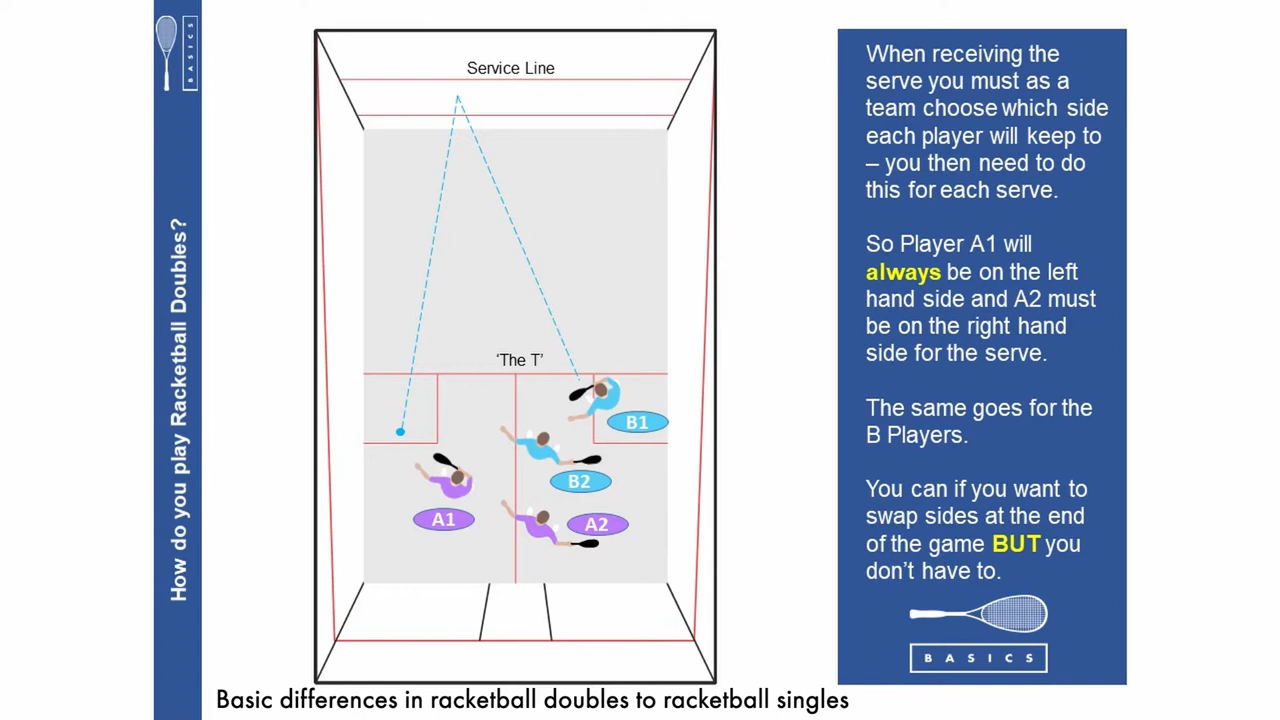 BASICS
How do you play Racketball Doubles?
Service Line
‘The T’
B1
B2
A1
A2
When receiving the
serve you must as a
team choose which side
each player will keep to
– you then need to do
this for each serve.
So Player A1 will
always be on the left
hand side and A2 must
be on the right hand
side for the serve.
The same goes for the
B Players.
You can if you want to
swap sides at the end
of the game BUT you
don’t have to.
BASICS
Basic differences in racketball doubles to racketball singles